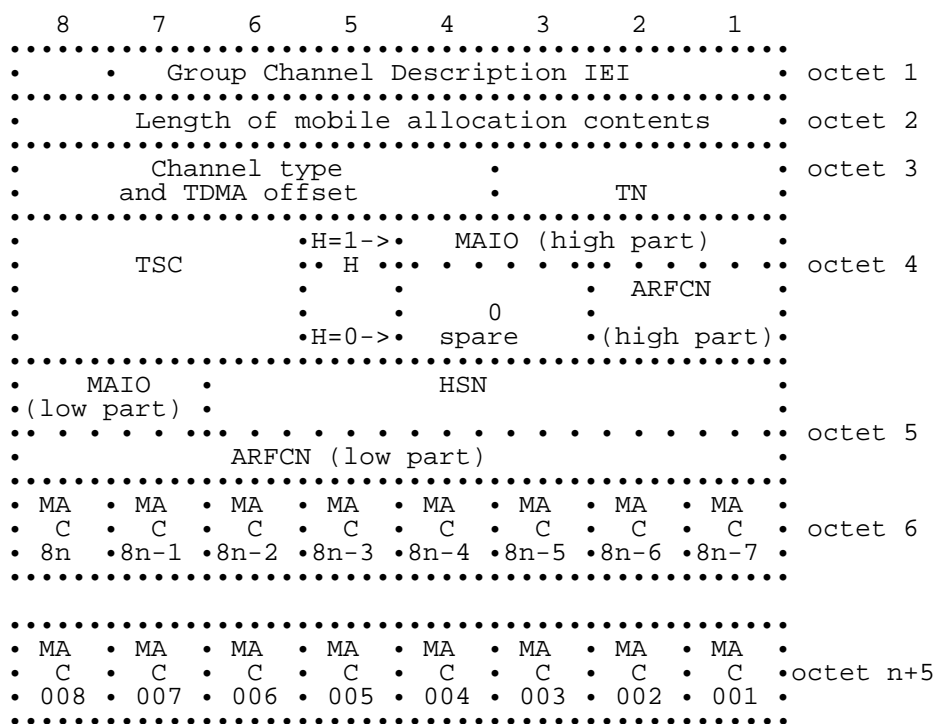 8 7 6 5 4 3 2 1
Group Channel Description IEI octet 1
Length of mobile allocation contents octet 2
Channel type octet 3
and TDMA offset TN
H=1-> MAIO (high part)
TSC H octet 4
ARFCN
0
H=0-> spare (high part)
MAIO HSN
(low part)
octet 5
ARFCN (low part)
MA MA MA MA MA MA MA MA
C C C C C C C C octet 6
8n 8n-1 8n-2 8n-3 8n-4 8n-5 8n-6 8n-7
MA MA MA MA MA MA MA MA
C C C C C C C C octet n+5
008 007 006 005 004 003 002 001